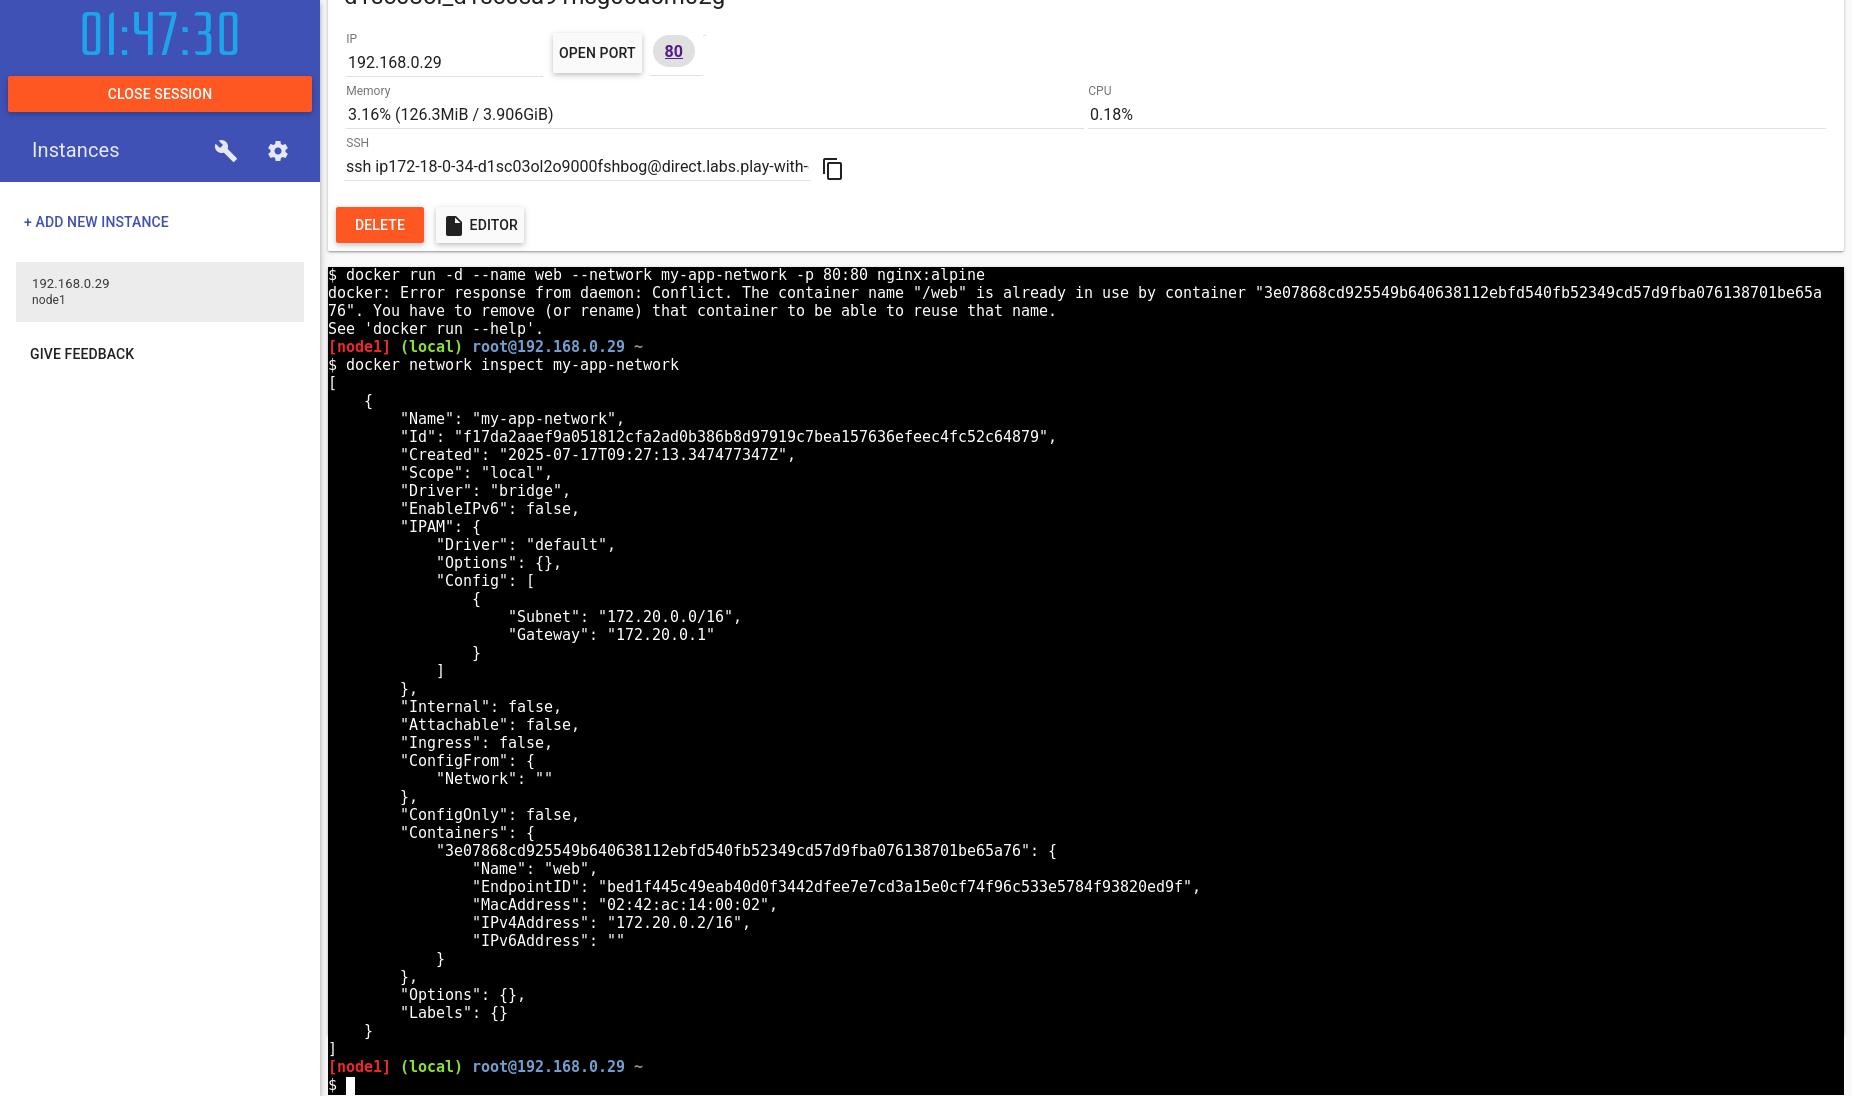 01:47:30
CLOSE SESSION
Instances
+ ADD NEW INSTANCE
192.168.0.29
node1
GIVE FEEDBACK
IP
192.168.0.29
OPEN PORT
80
Memory
3.16% (126.3MiB / 3.906GiB)
CPU
0.18%
SSH
ssh ip172-18-0-34-d1sc03ol2o9000fshbog@direct.labs.play-with-
DELETE
EDITOR
$ docker run -d --name web --network my-app-network -p 80:80 nginx:alpine
docker: Error response from daemon: Conflict. The container name "/web" is already in use by container "3e07868cd925549b640638112ebfd540fb52349cd57d9fba076138701be65a
76". You have to remove (or rename) that container to be able to reuse that name.
See 'docker run --help'.
[node1] (local) root@192.168.0.29 ~
$ docker network inspect my-app-network
[
    {
        "Name": "my-app-network",
        "Id": "f17da2aaef9a051812cfa2ad0b386b8d97919c7bea157636efeec4fc52c64879",
        "Created": "2025-07-17T09:27:13.347477347Z",
        "Scope": "local",
        "Driver": "bridge",
        "EnableIPv6": false,
        "IPAM": {
            "Driver": "default",
            "Options": {},
            "Config": [
                {
                    "Subnet": "172.20.0.0/16",
                    "Gateway": "172.20.0.1"
                }
            ]
        },
        "Internal": false,
        "Attachable": false,
        "Ingress": false,
        "ConfigFrom": {
            "Network": ""
        },
        "ConfigOnly": false,
        "Containers": {
            "3e07868cd925549b640638112ebfd540fb52349cd57d9fba076138701be65a76": {
                "Name": "web",
                "EndpointID": "bed1f445c49eab40d0f3442dfee7e7cd3a15e0cf74f96c533e5784f93820ed9f",
                "MacAddress": "02:42:ac:14:00:02",
                "IPv4Address": "172.20.0.2/16",
                "IPv6Address": ""
            }
        },
        "Options": {},
        "Labels": {}
    }
]
[node1] (local) root@192.168.0.29 ~
$